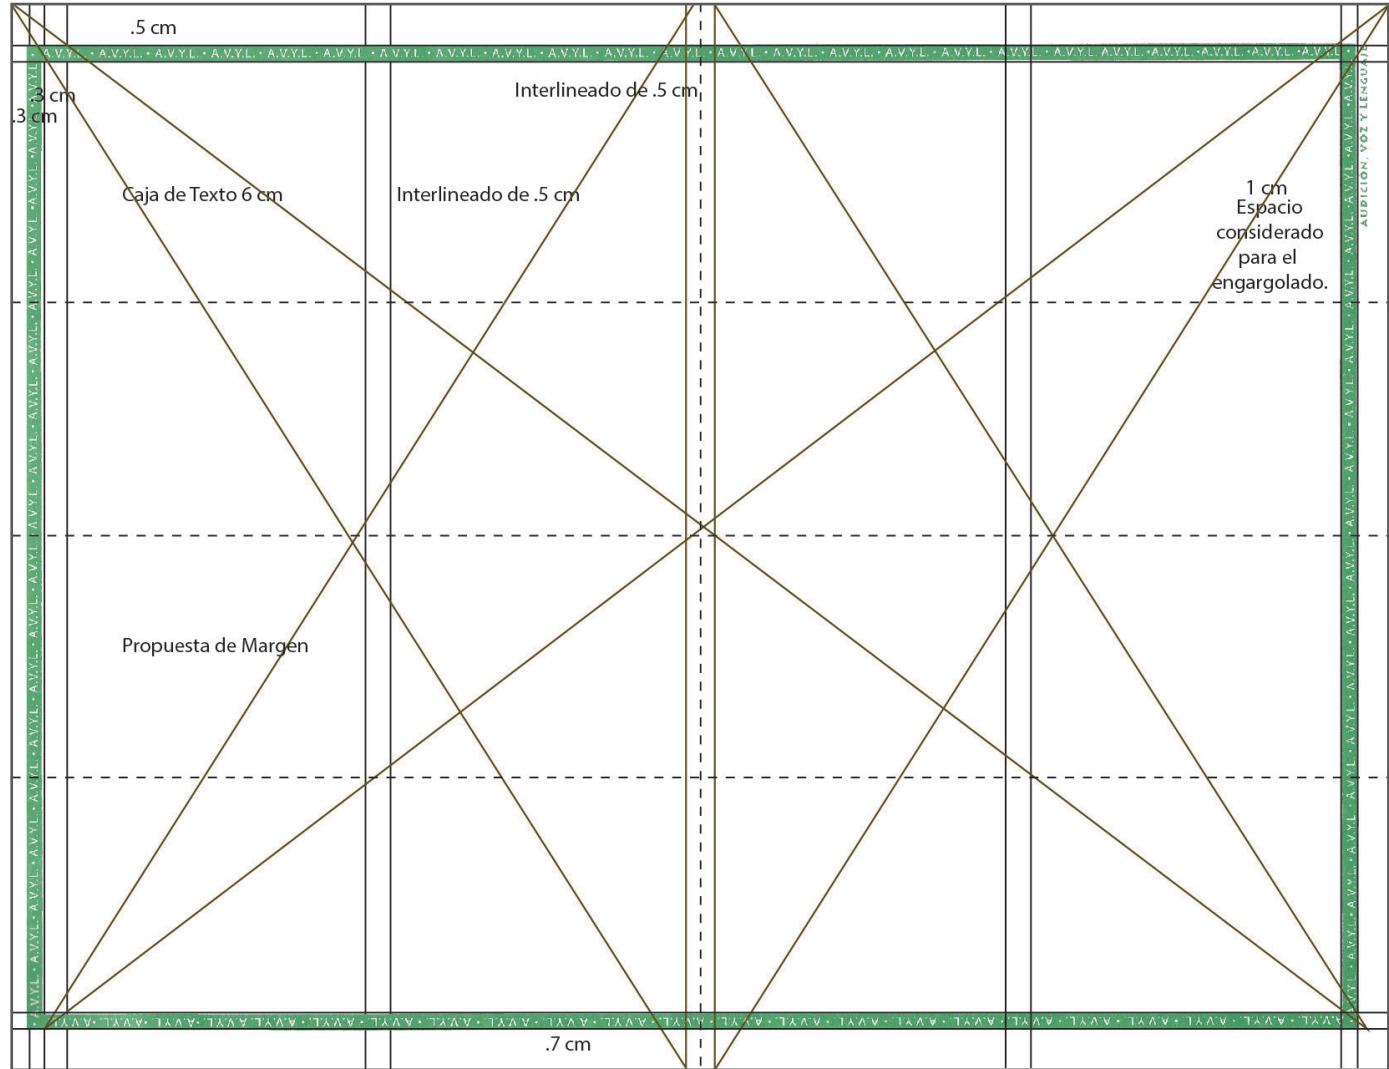 .5 cm
A.V.Y.L. • A.V.Y.L. • A.V.Y.L. • A.V.Y.L. • A.V.Y.L. • A.V.Y.L. • A.V.Y.L. • A.V.Y.L. • A.V.Y.L. • A.V.Y.L. • A.V.Y.L. • A.V.Y.L. • A.V.Y.L. • A.V.Y.L. • A.V.Y.L. • A.V.Y.L. • A.V.Y.L. • A.V.Y.L. • A.V.Y.L. • A.V.Y.L. • A.V.Y.L. • A.V.Y.L. • A.V.Y.L.
Interlineado de .5 cm
.3 cm
.3 cm
AUDICIÓN, VOZ Y LENGUAJE
Caja de Texto 6 cm
Interlineado de .5 cm
1 cm
Espacio
considerado
para el
engargolado.
Propuesta de Margen
.7 cm